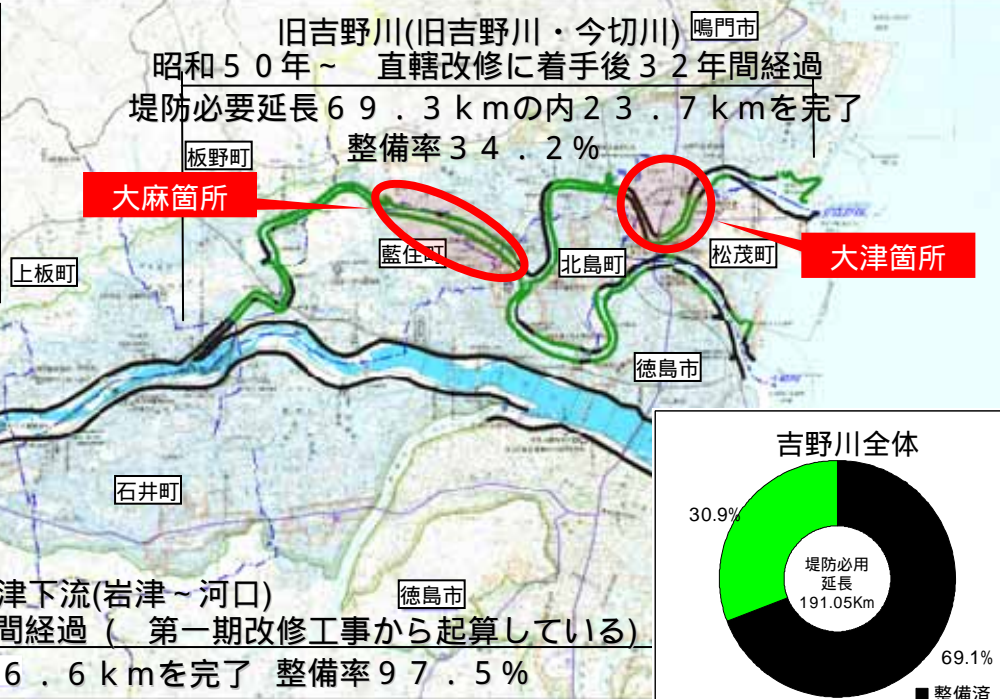 旧吉野川(旧吉野川・今切川)
鳴門市
昭和５０年～　直轄改修に着手後３２年間経過
堤防必要延長６９．３ｋｍの内２３．７ｋｍを完了
整備率３４．２％
板野町
大麻箇所
藍住町
上板町
北島町
松茂町
大津箇所
徳島市
石井町
徳島市
津下流(岩津～河口)
間経過（　第一期改修工事から起算している)
６．６ｋｍを完了 整備率９７．５％
吉野川全体
30.9%
堤防必用
延長
191.05Km
69.1%
■整備済